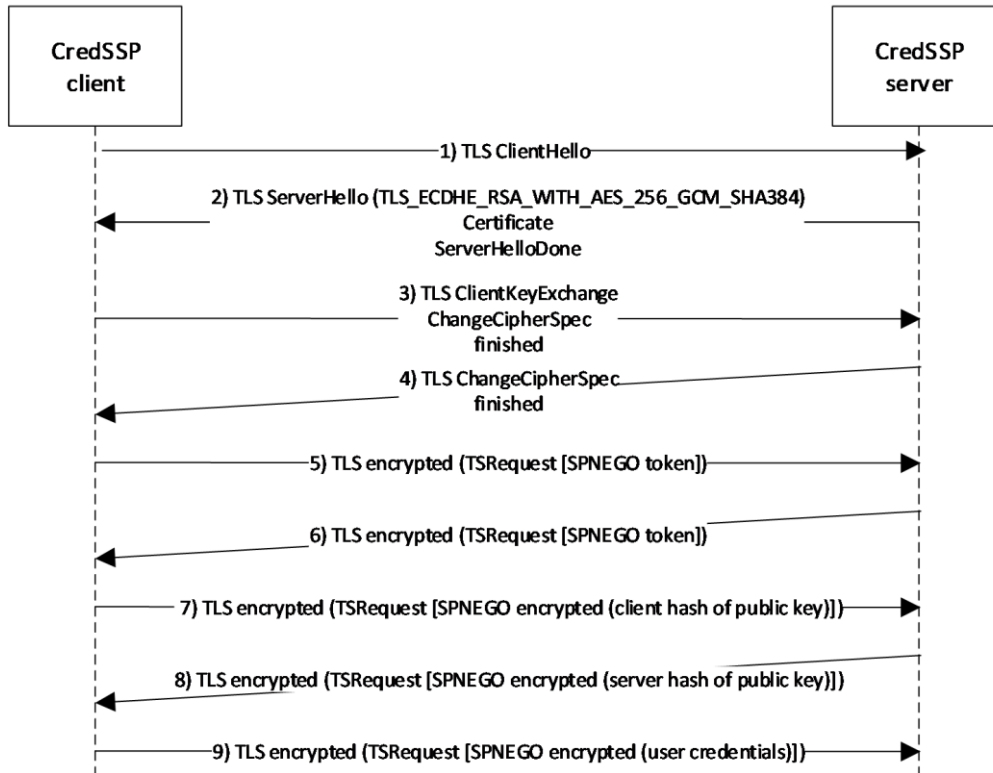 CredSSP
client
CredSSP
server
1) TLS ClientHello
2) TLS ServerHello (TLS_ECDHE_RSA_WITH_AES_256_GCM_SHA384)
Certificate
ServerHelloDone
3) TLS ClientKeyExchange
ChangeCipherSpec
finished
4) TLS ChangeCipherSpec
finished
5) TLS encrypted (TSRequest [SPNEGO token])
6) TLS encrypted (TSRequest [SPNEGO token])
7) TLS encrypted (TSRequest [SPNEGO encrypted (client hash of public key)])
8) TLS encrypted (TSRequest [SPNEGO encrypted (server hash of public key)])
9) TLS encrypted (TSRequest [SPNEGO encrypted (user credentials)])